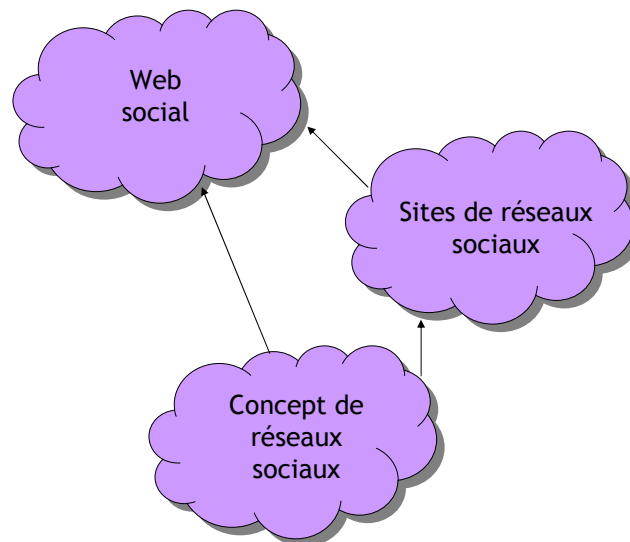 Web
social
Sites de réseaux
sociaux
Concept de
réseaux
sociaux